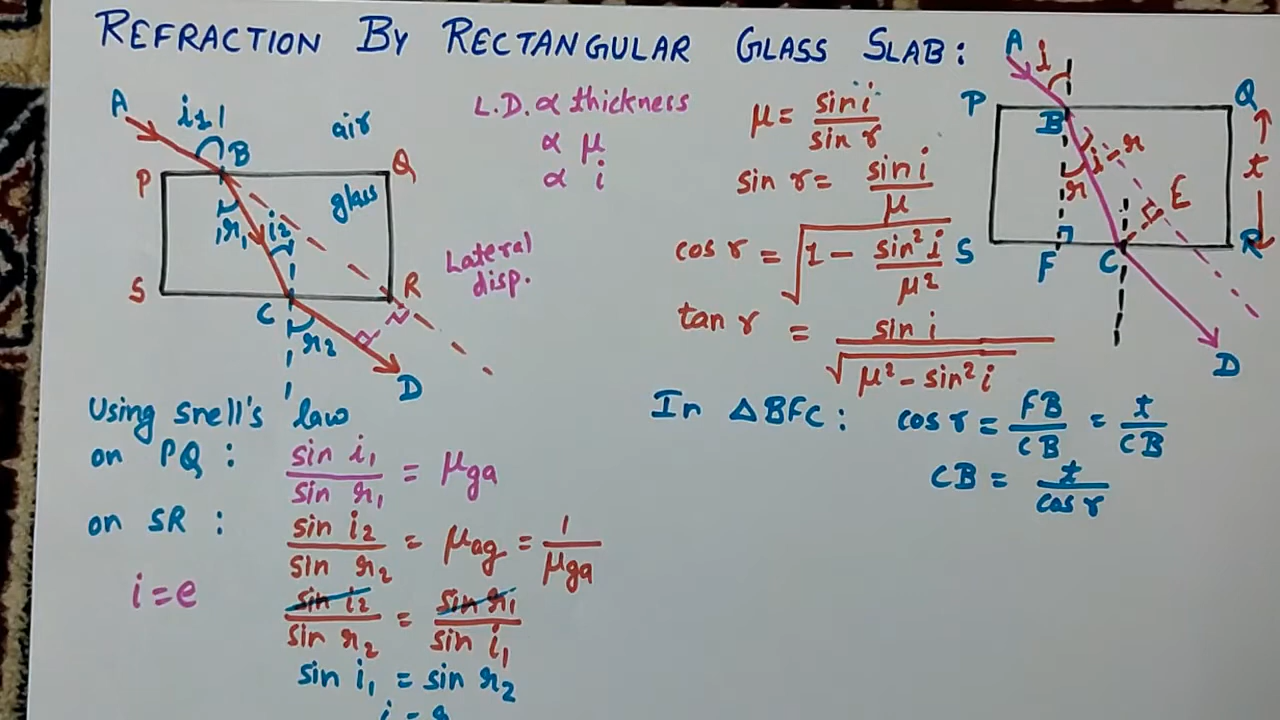 REFRACTION BY RECTANGULAR GLASS SLAB:
A
i₁
B
air
P
Q
glass
r₁
i₂
S
R
C
r₂
D
Lateral
disp.
L.D. α thickness
α μ
α i
Using snell's law
on PQ : sin i₁ / sin r₁ = μga
on SR : sin i₂ / sin r₂ = μag = 1 / μga
i = e
sin i₂ / sin r₂ = sin r₁ / sin i₁
sin i₁ = sin r₂
μ = sin i / sin r
sin r = sin i / μ
cos r = √(1 - sin² i / μ²)
tan r = sin i / √(μ² - sin² i)
A
i
P
Q
B
i-r
r
t
E
S
F
C
R
D
In △BFC : cos r = FB / CB = t / CB
CB = t / cos r